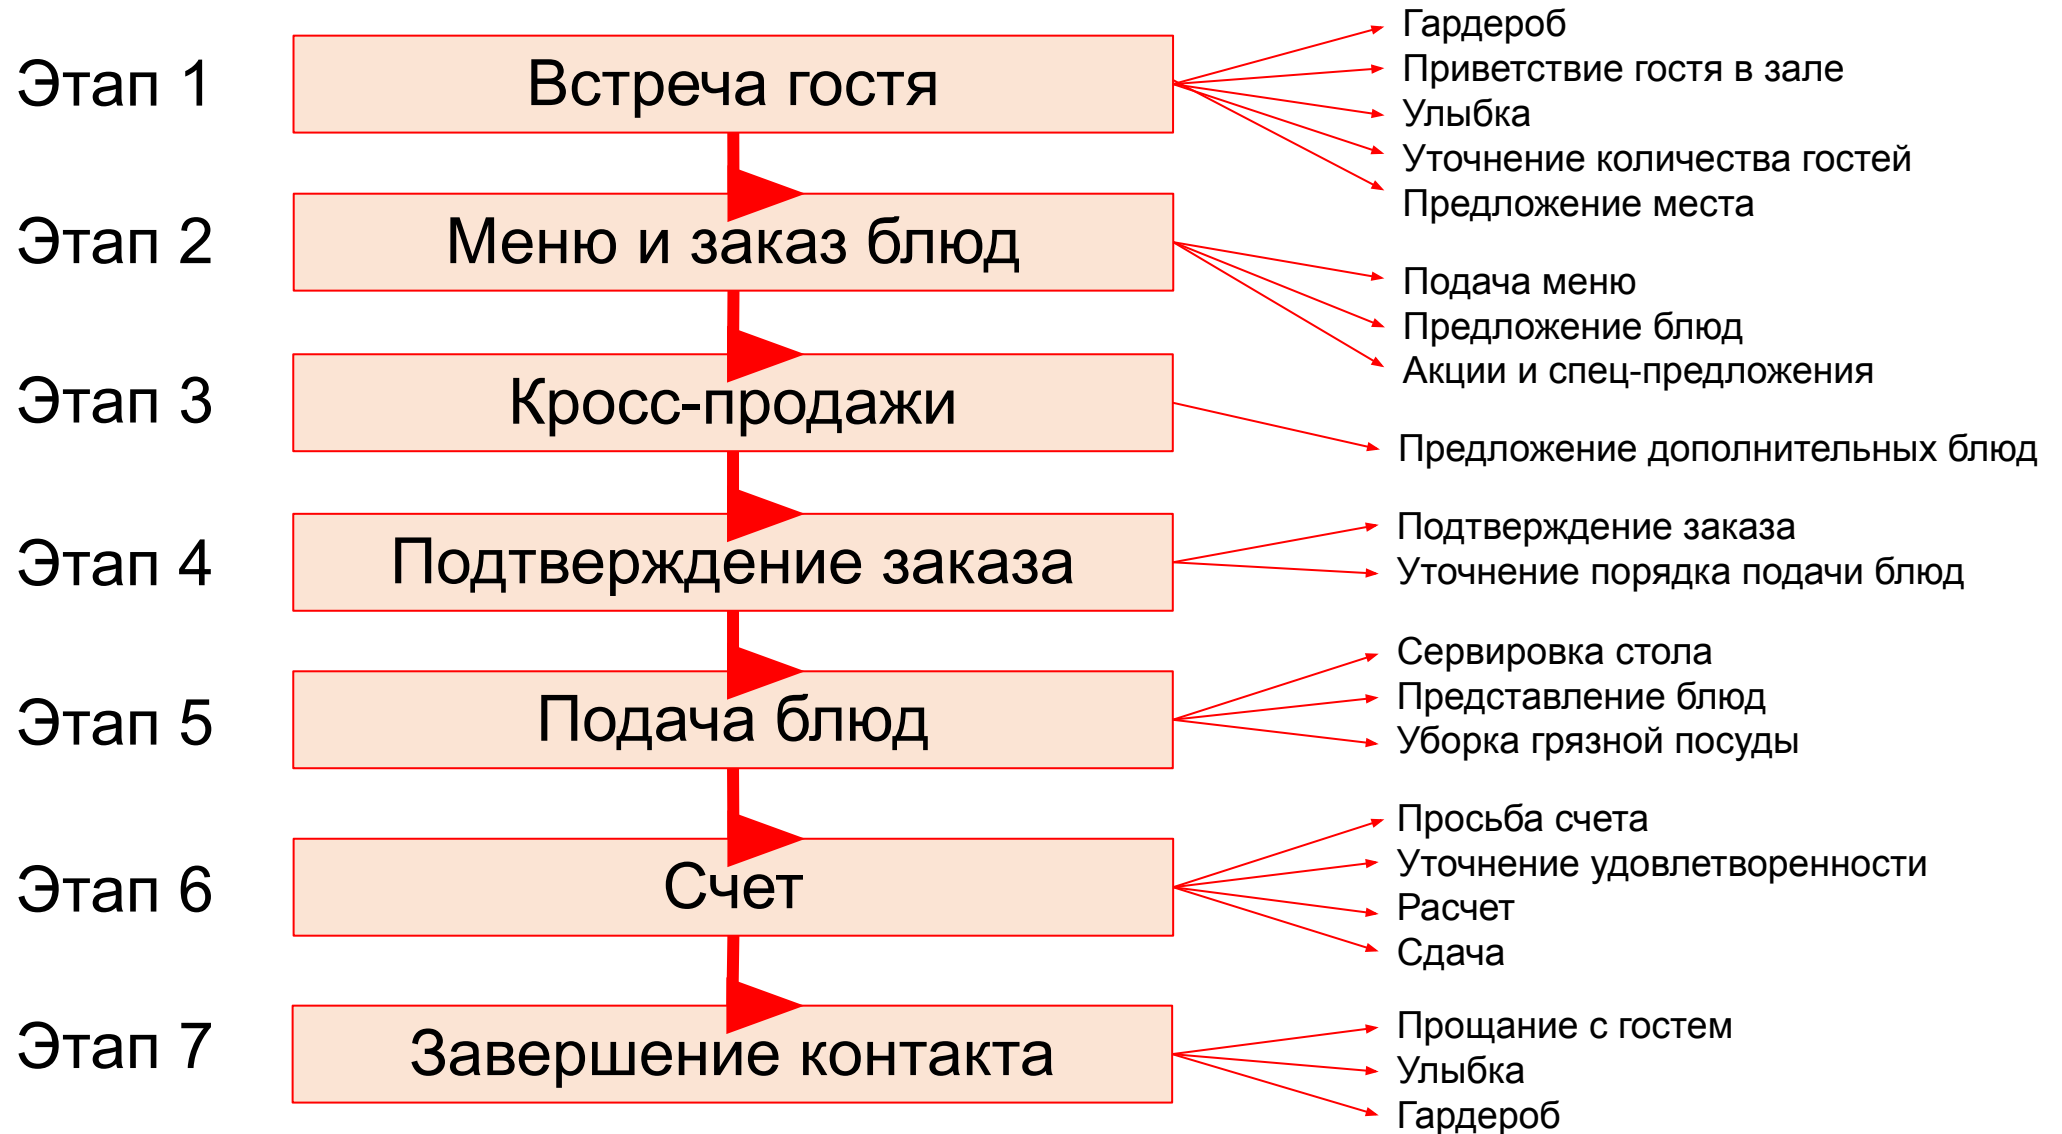 Этап 1
Встреча гостя
Гардероб
Приветствие гостя в зале
Улыбка
Уточнение количества гостей
Предложение места
Этап 2
Меню и заказ блюд
Подача меню
Предложение блюд
Акции и спец-предложения
Этап 3
Кросс-продажи
Предложение дополнительных блюд
Этап 4
Подтверждение заказа
Подтверждение заказа
Уточнение порядка подачи блюд
Этап 5
Подача блюд
Сервировка стола
Представление блюд
Уборка грязной посуды
Этап 6
Счет
Просьба счета
Уточнение удовлетворенности
Расчет
Сдача
Этап 7
Завершение контакта
Прощание с гостем
Улыбка
Гардероб